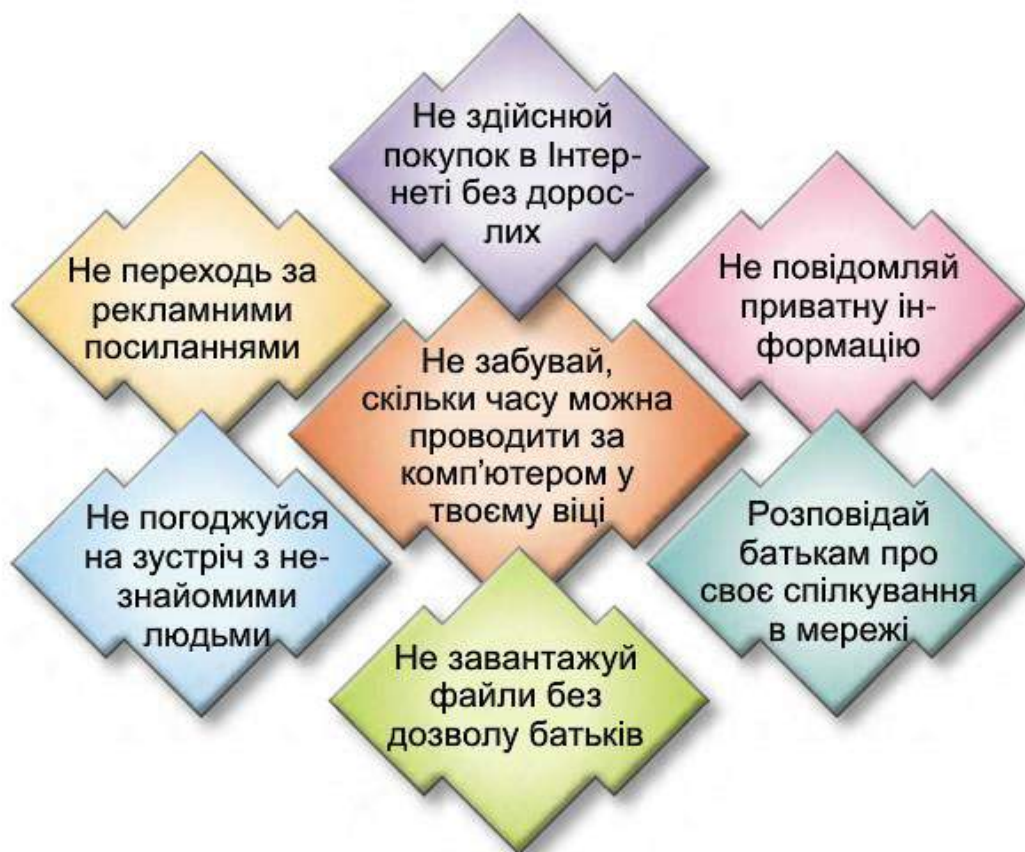 Не здійснюй
покупок в Інтер-
неті без дорос-
лих
Не переходь за
рекламними
посиланнями
Не повідомляй
приватну ін-
формацію
Не забувай,
скільки часу можна
проводити за
комп’ютером у
твоєму віці
Не погоджуйся
на зустріч з не-
знайомими
людьми
Розповідай
батькам про
своє спілкування
в мережі
Не завантажуй
файли без
дозволу батьків